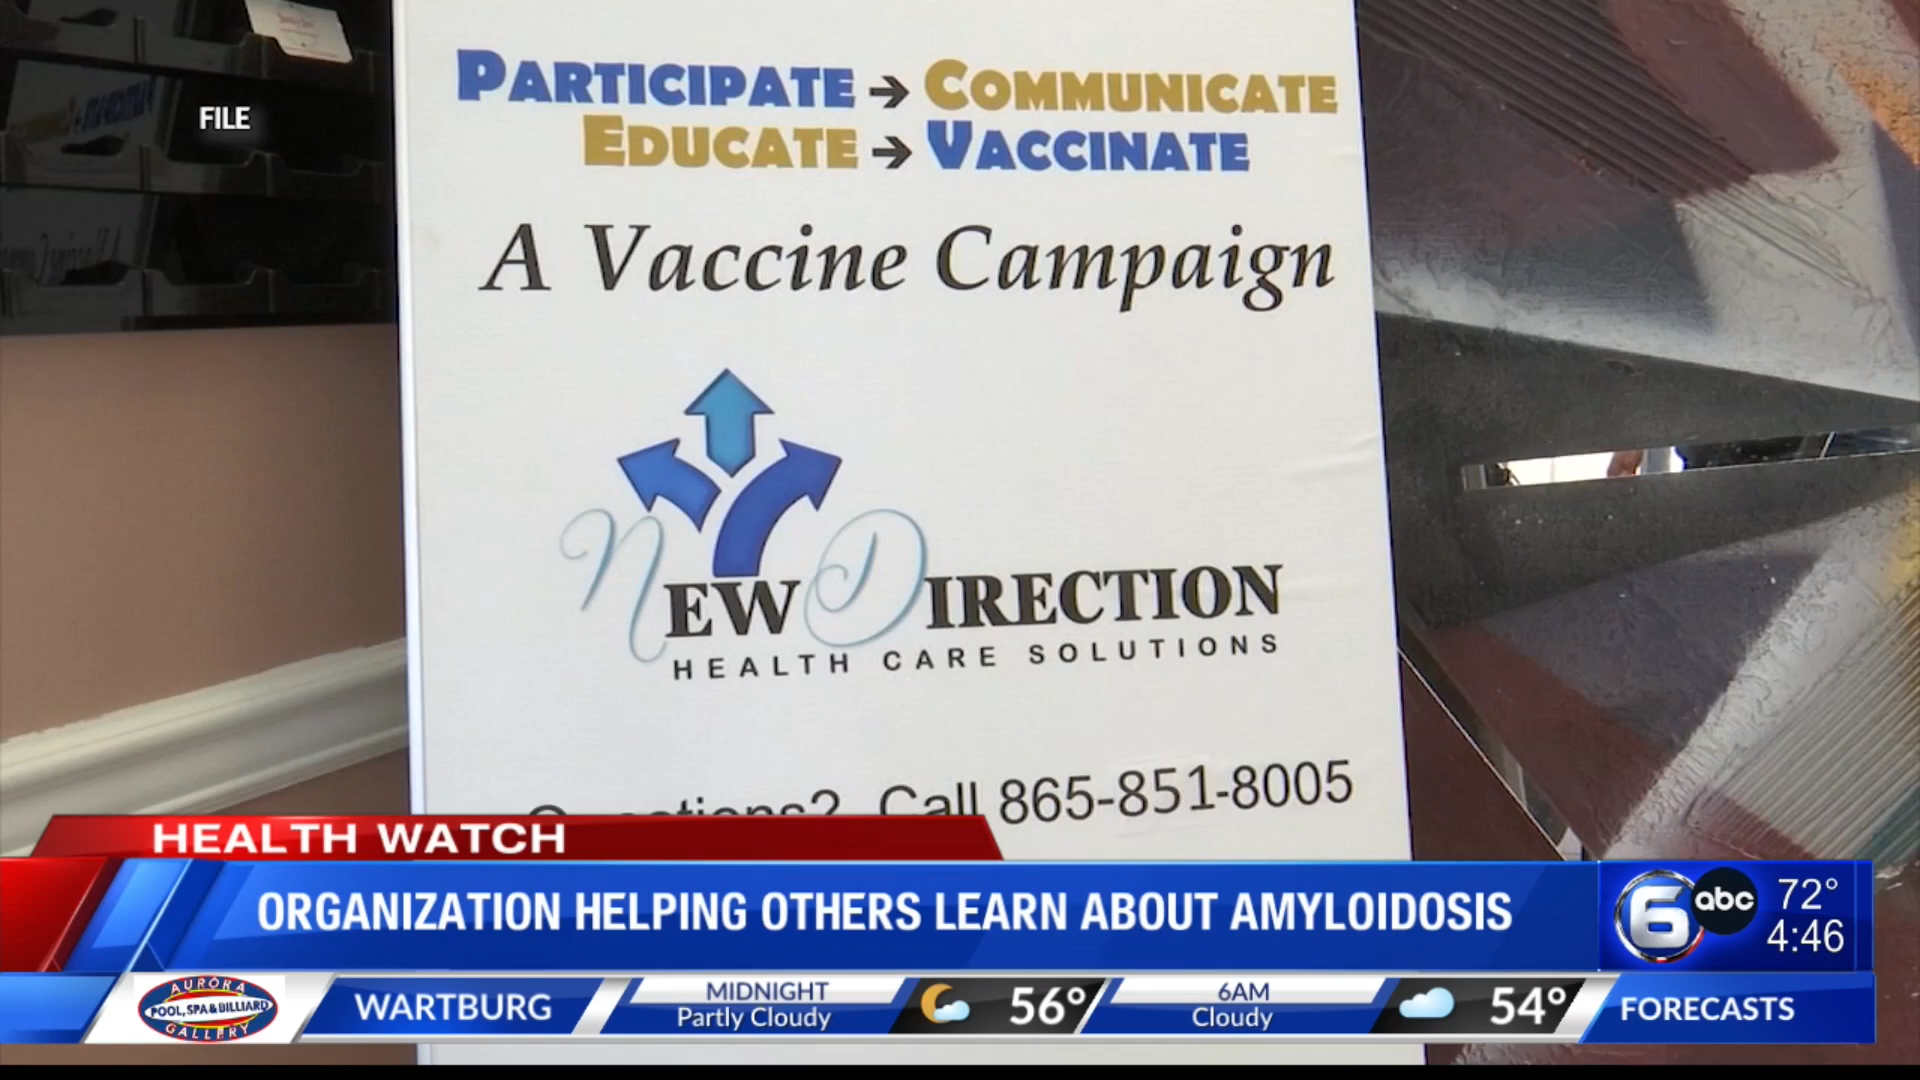 PARTICIPATE → COMMUNICATE
EDUCATE → VACCINATE
FILE
A Vaccine Campaign
NEW DIRECTION
HEALTH CARE SOLUTIONS
Questions? Call 865-851-8005
HEALTH WATCH
ORGANIZATION HELPING OTHERS LEARN ABOUT AMYLOIDOSIS
6 abc 72°
4:46
AURORA
POOL, SPA & BILLIARD
GALLERY
WARTBURG
MIDNIGHT
Partly Cloudy
56°
6AM
Cloudy
54°
FORECASTS